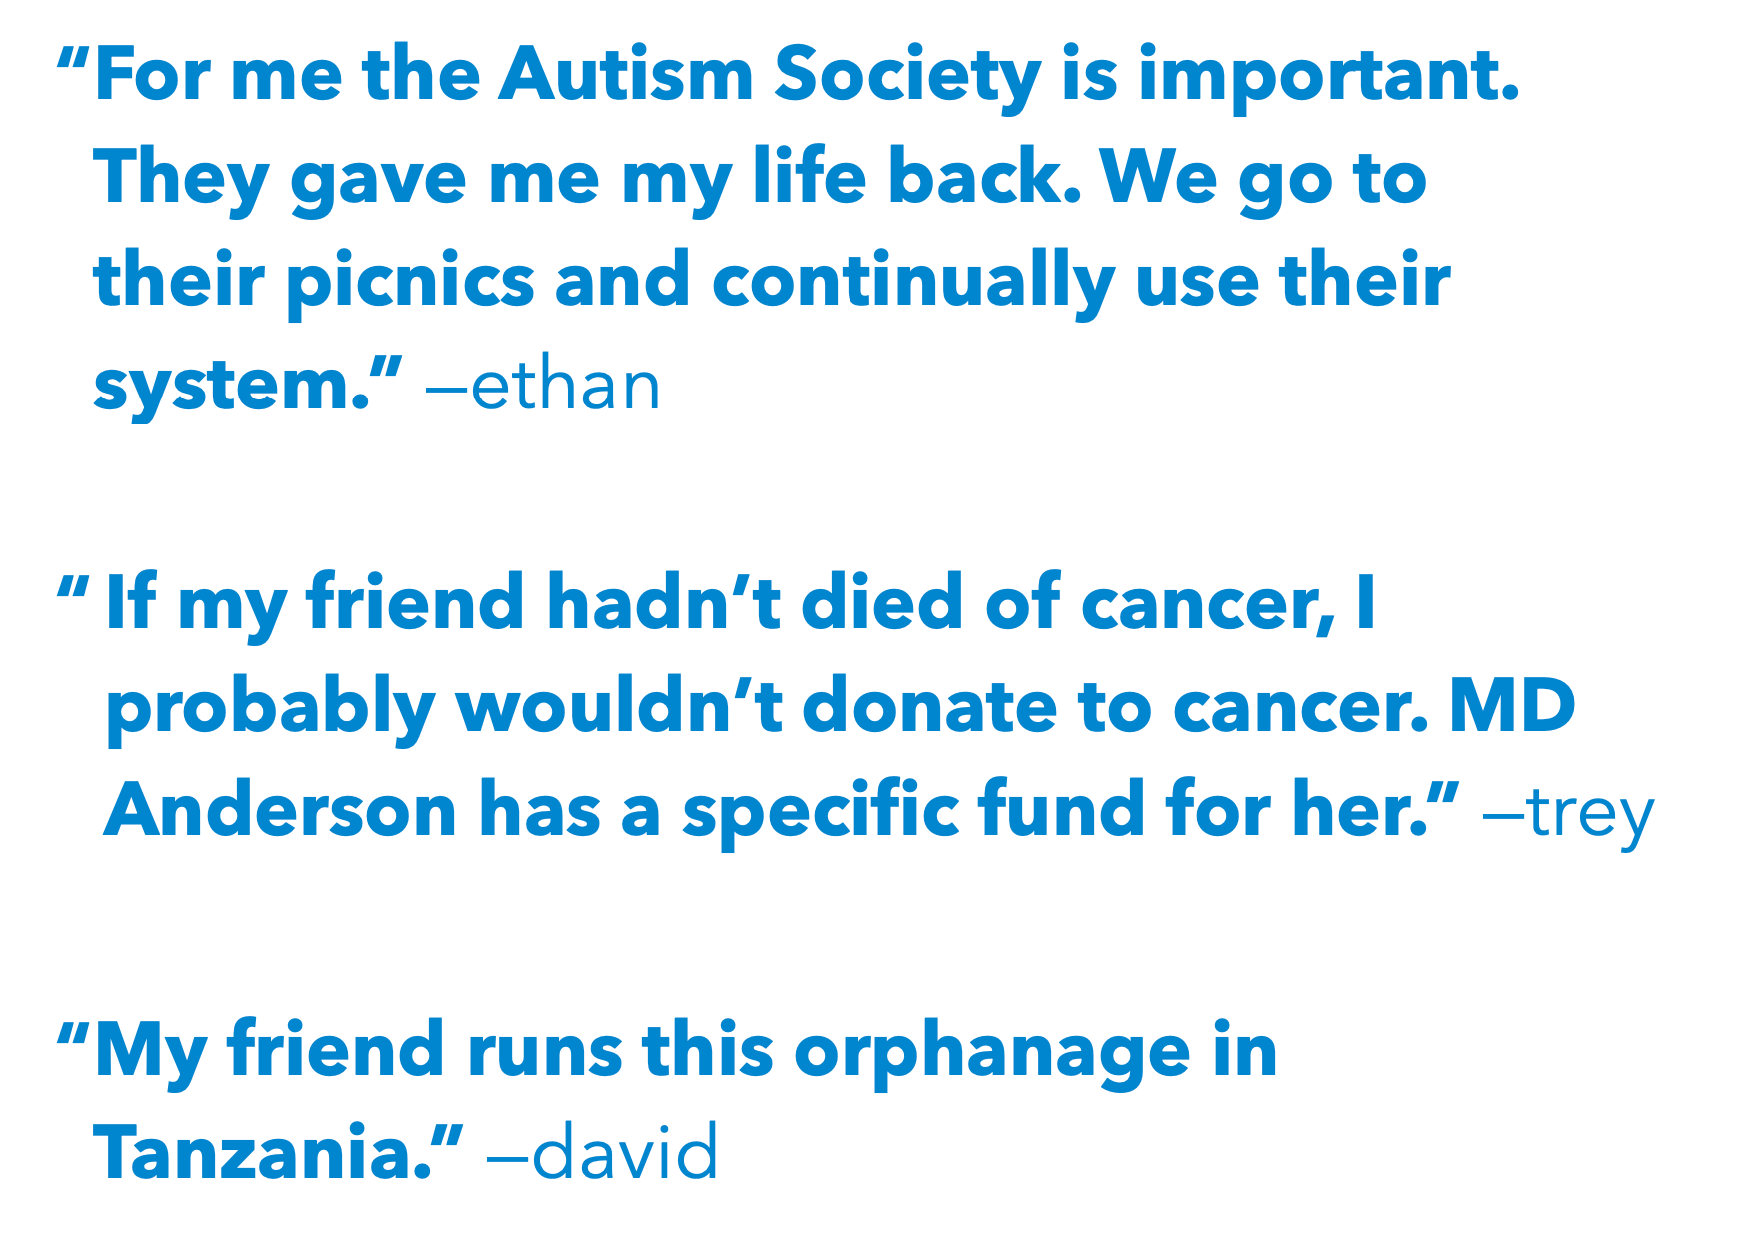 “For me the Autism Society is important.
They gave me my life back. We go to
their picnics and continually use their
system.” –ethan
“ If my friend hadn’t died of cancer, I
probably wouldn’t donate to cancer. MD
Anderson has a specific fund for her.” –trey
“My friend runs this orphanage in
Tanzania.” –david